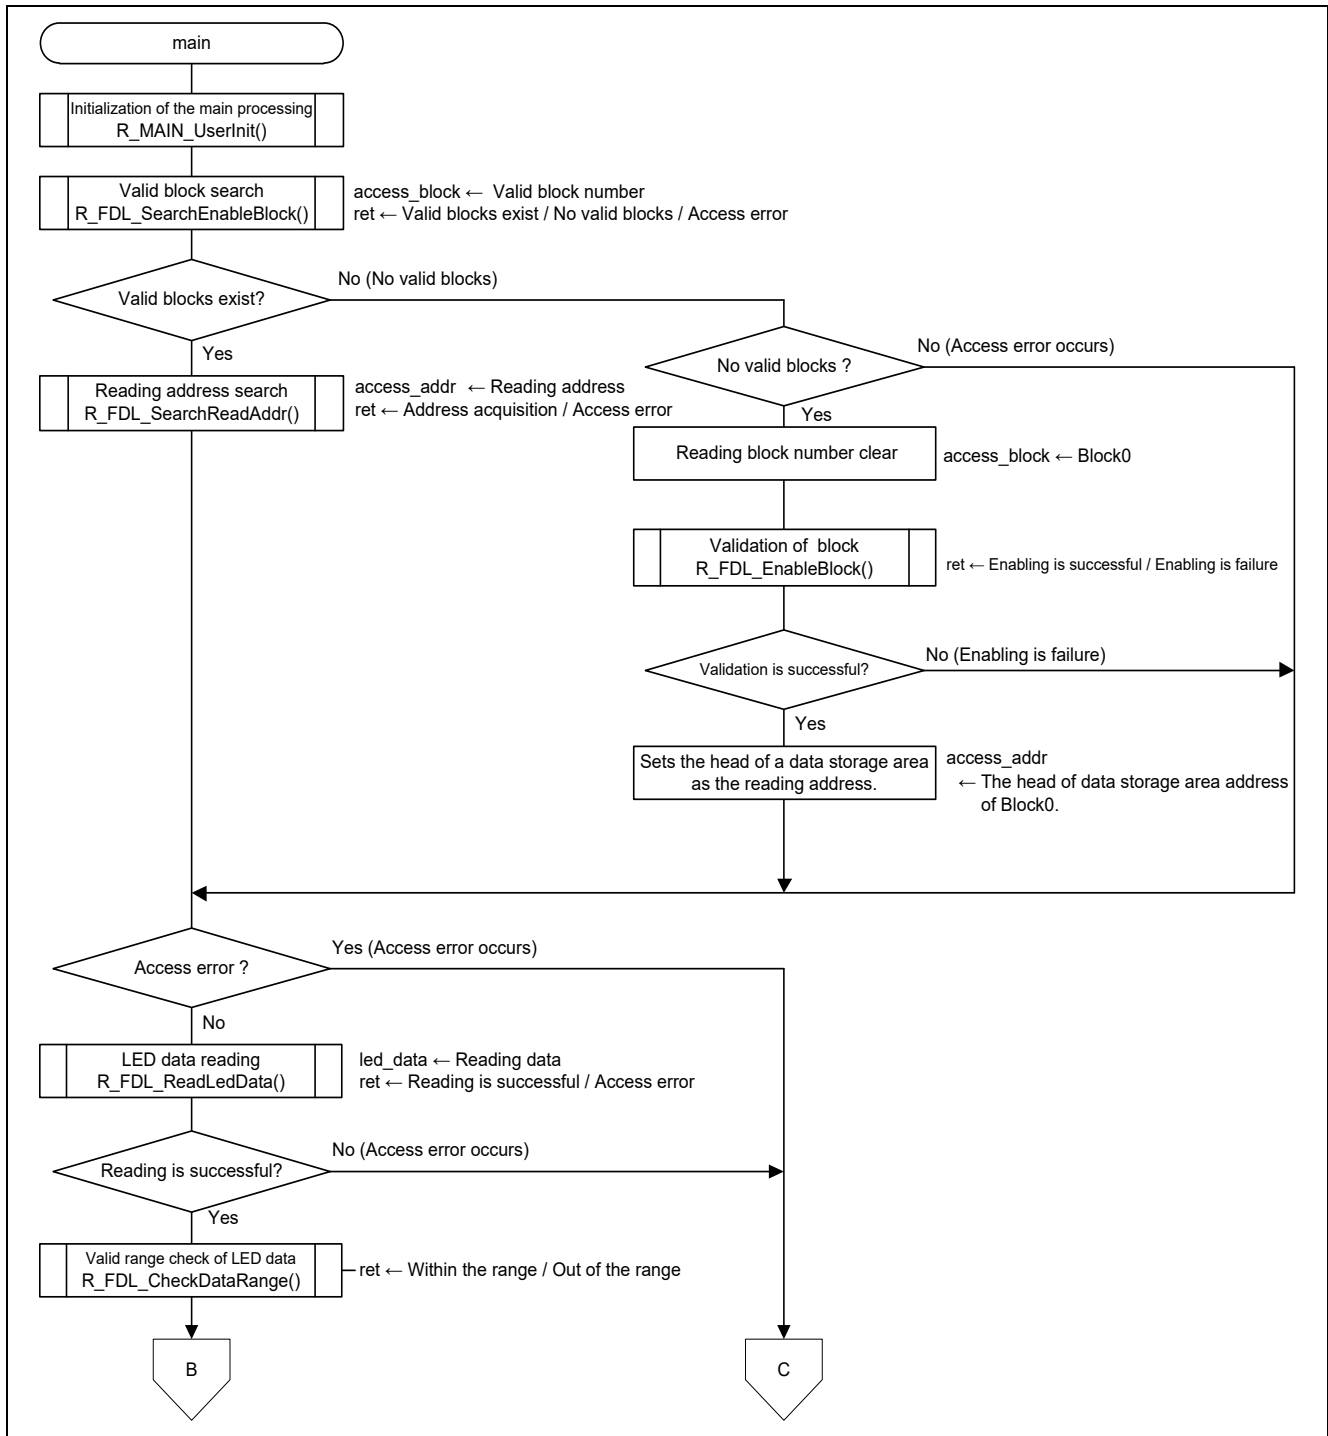 main
Initialization of the main processing
R_MAIN_UserInit()
Valid block search
R_FDL_SearchEnableBlock()
access_block ← Valid block number
ret ← Valid blocks exist / No valid blocks / Access error
Valid blocks exist?
No (No valid blocks)
Yes
No valid blocks ?
No (Access error occurs)
Yes
Reading address search
R_FDL_SearchReadAddr()
access_addr ← Reading address
ret ← Address acquisition / Access error
Reading block number clear
access_block ← Block0
Validation of block
R_FDL_EnableBlock()
ret ← Enabling is successful / Enabling is failure
Validation is successful?
No (Enabling is failure)
Yes
Sets the head of a data storage area
as the reading address.
access_addr
← The head of data storage area address
of Block0.
Access error ?
Yes (Access error occurs)
No
LED data reading
R_FDL_ReadLedData()
led_data ← Reading data
ret ← Reading is successful / Access error
Reading is successful?
No (Access error occurs)
Yes
Valid range check of LED data
R_FDL_CheckDataRange()
ret ← Within the range / Out of the range
B
C